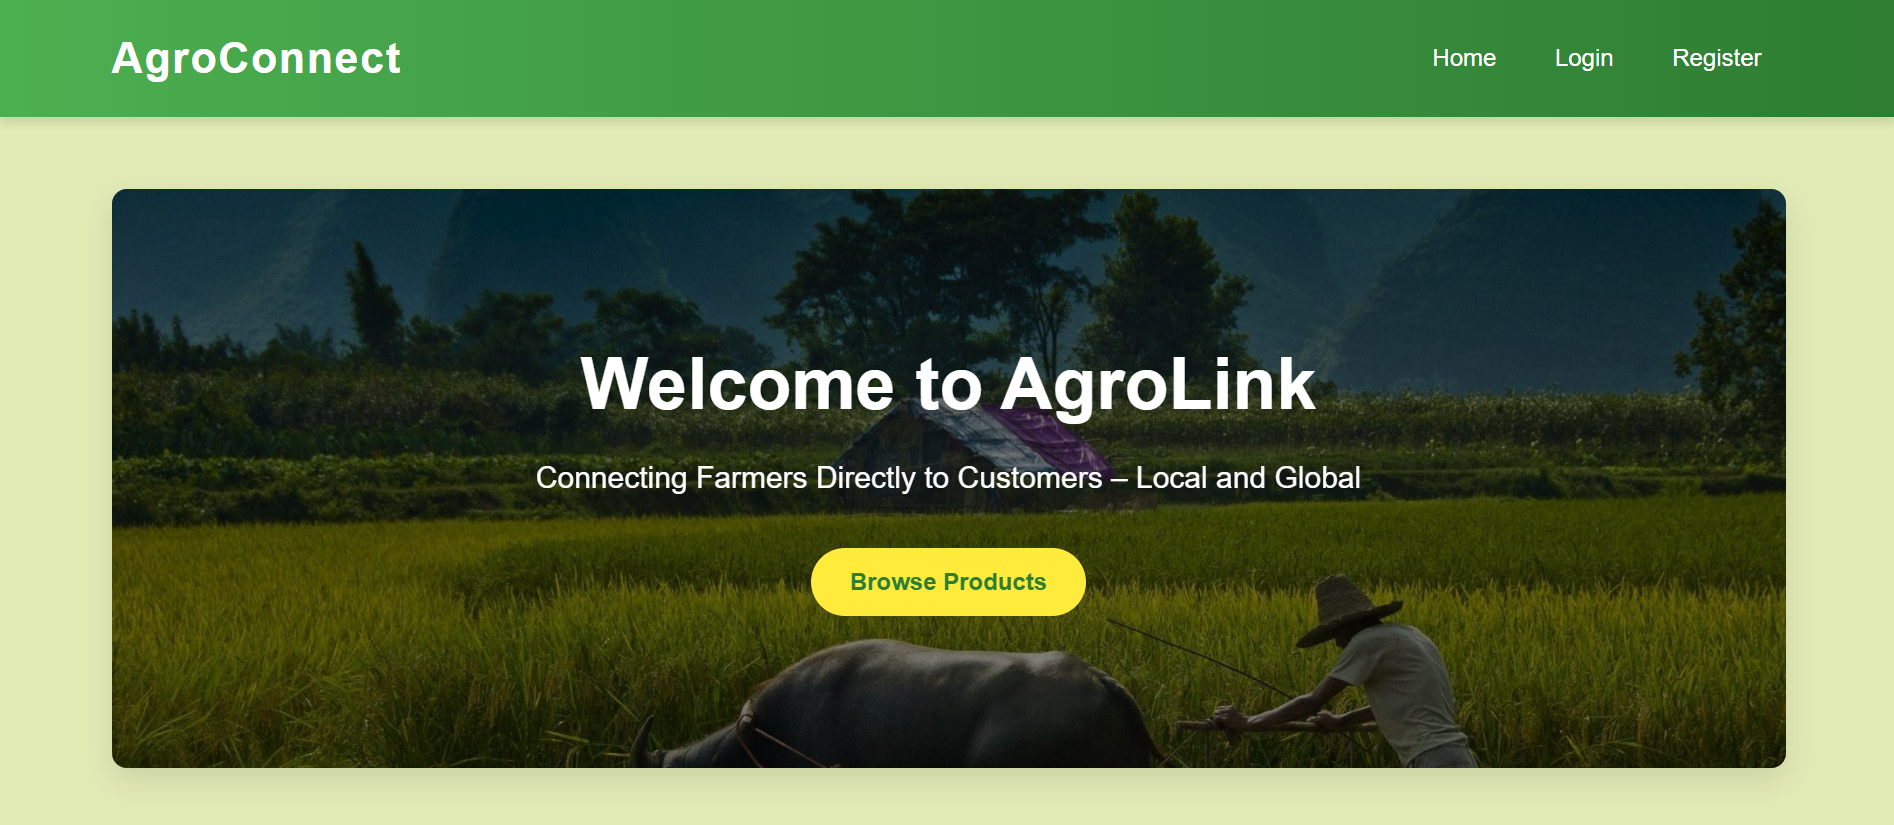 AgroConnect
Home Login Register
Welcome to AgroLink
Connecting Farmers Directly to Customers – Local and Global
Browse Products